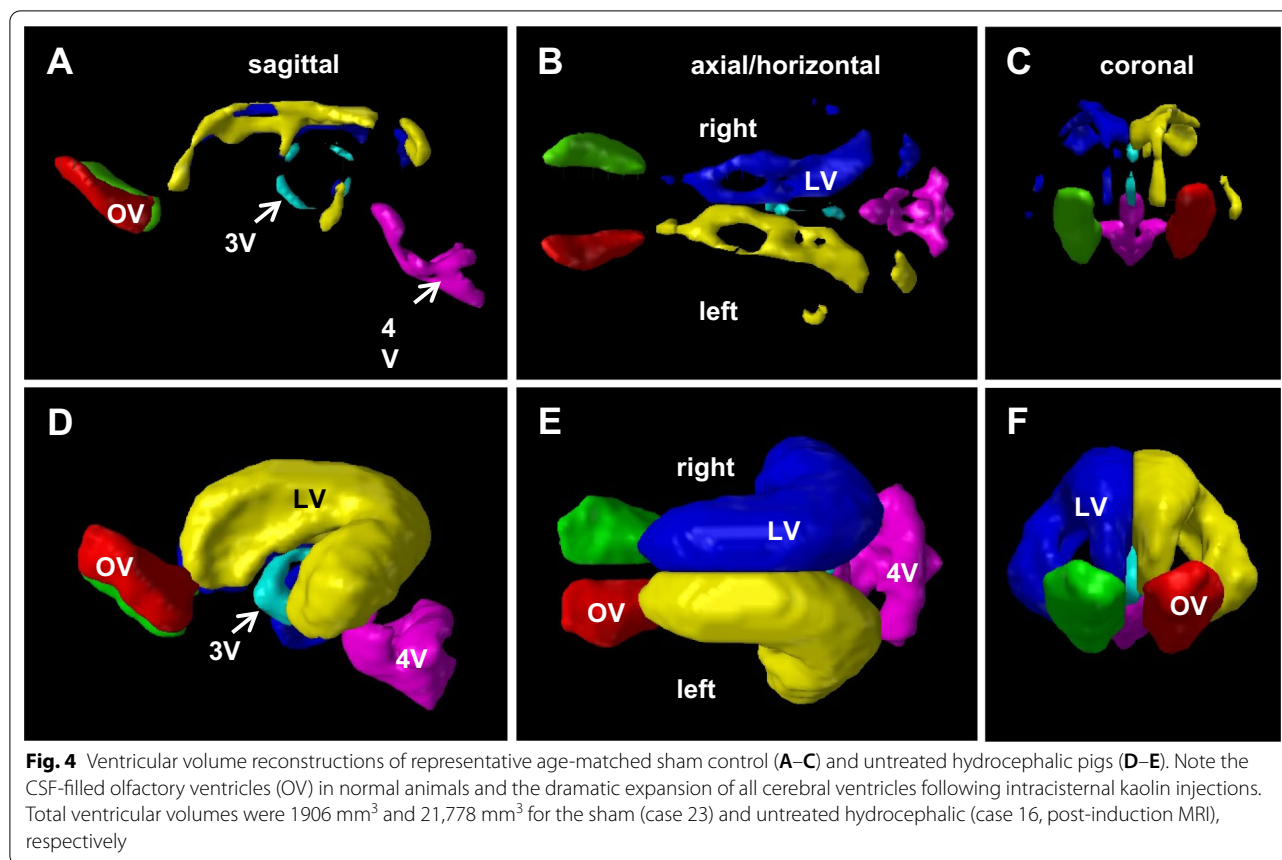 A
sagittal
OV
3V
4
V
B
axial/horizontal
right
LV
left
C
coronal
D
LV
OV
3V
4V
E
right
LV
4V
OV
left
F
LV
OV
Fig. 4 Ventricular volume reconstructions of representative age-matched sham control (A–C) and untreated hydrocephalic pigs (D–E). Note the
CSF-filled olfactory ventricles (OV) in normal animals and the dramatic expansion of all cerebral ventricles following intracisternal kaolin injections.
Total ventricular volumes were 1906 mm³ and 21,778 mm³ for the sham (case 23) and untreated hydrocephalic (case 16, post-induction MRI),
respectively